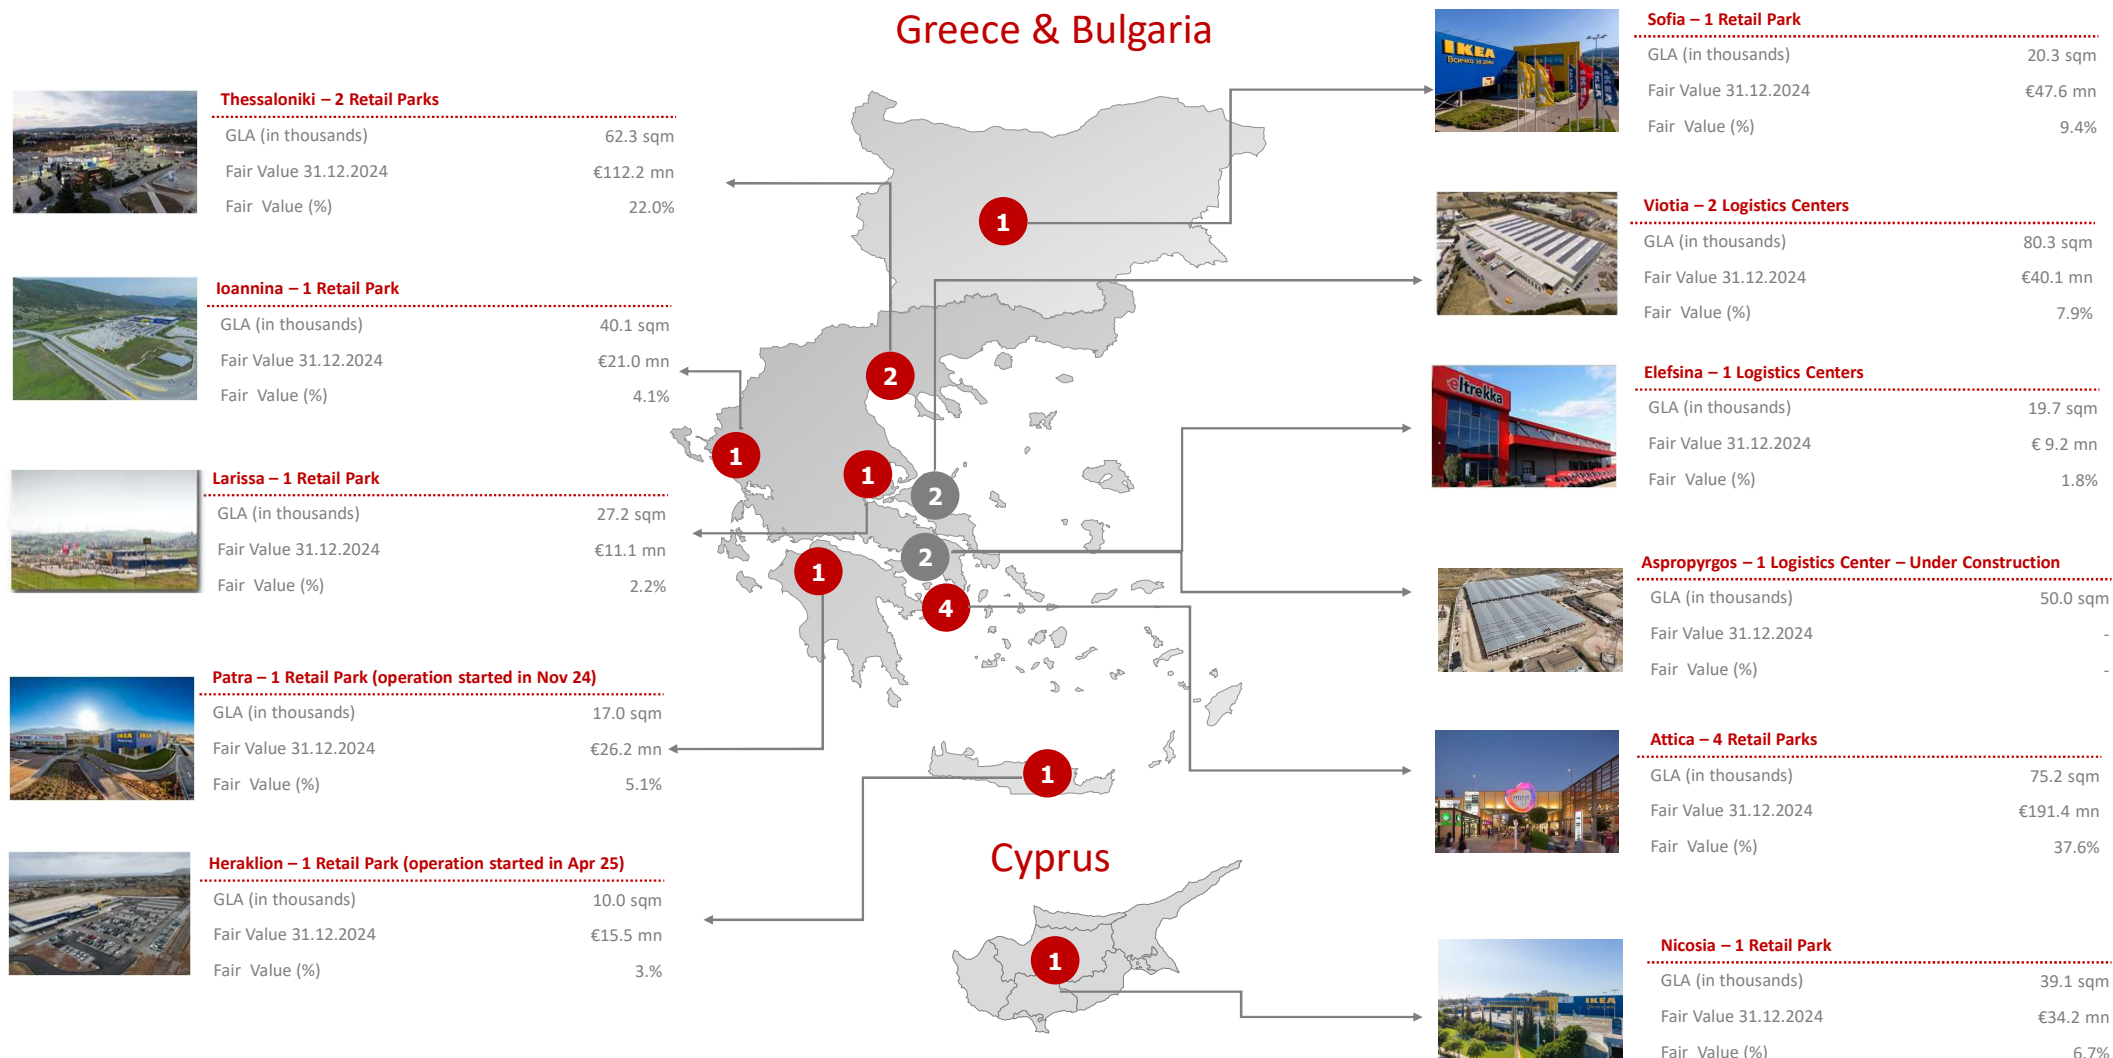 Greece & Bulgaria
Thessaloniki – 2 Retail Parks
GLA (in thousands) 62.3 sqm
Fair Value 31.12.2024 €112.2 mn
Fair Value (%) 22.0%
Ioannina – 1 Retail Park
GLA (in thousands) 40.1 sqm
Fair Value 31.12.2024 €21.0 mn
Fair Value (%) 4.1%
Larissa – 1 Retail Park
GLA (in thousands) 27.2 sqm
Fair Value 31.12.2024 €11.1 mn
Fair Value (%) 2.2%
Patra – 1 Retail Park (operation started in Nov 24)
GLA (in thousands) 17.0 sqm
Fair Value 31.12.2024 €26.2 mn
Fair Value (%) 5.1%
Heraklion – 1 Retail Park (operation started in Apr 25)
GLA (in thousands) 10.0 sqm
Fair Value 31.12.2024 €15.5 mn
Fair Value (%) 3.%
1
2
1
1
2
2
1
4
1
Cyprus
1
IKEA
Всичко за дома
Sofia – 1 Retail Park
GLA (in thousands) 20.3 sqm
Fair Value 31.12.2024 €47.6 mn
Fair Value (%) 9.4%
Viotia – 2 Logistics Centers
GLA (in thousands) 80.3 sqm
Fair Value 31.12.2024 €40.1 mn
Fair Value (%) 7.9%
eltrekka
Elefsina – 1 Logistics Centers
GLA (in thousands) 19.7 sqm
Fair Value 31.12.2024 € 9.2 mn
Fair Value (%) 1.8%
Aspropyrgos – 1 Logistics Center – Under Construction
GLA (in thousands) 50.0 sqm
Fair Value 31.12.2024 -
Fair Value (%) -
Attica – 4 Retail Parks
GLA (in thousands) 75.2 sqm
Fair Value 31.12.2024 €191.4 mn
Fair Value (%) 37.6%
IKEA
Nicosia – 1 Retail Park
GLA (in thousands) 39.1 sqm
Fair Value 31.12.2024 €34.2 mn
Fair Value (%) 6.7%